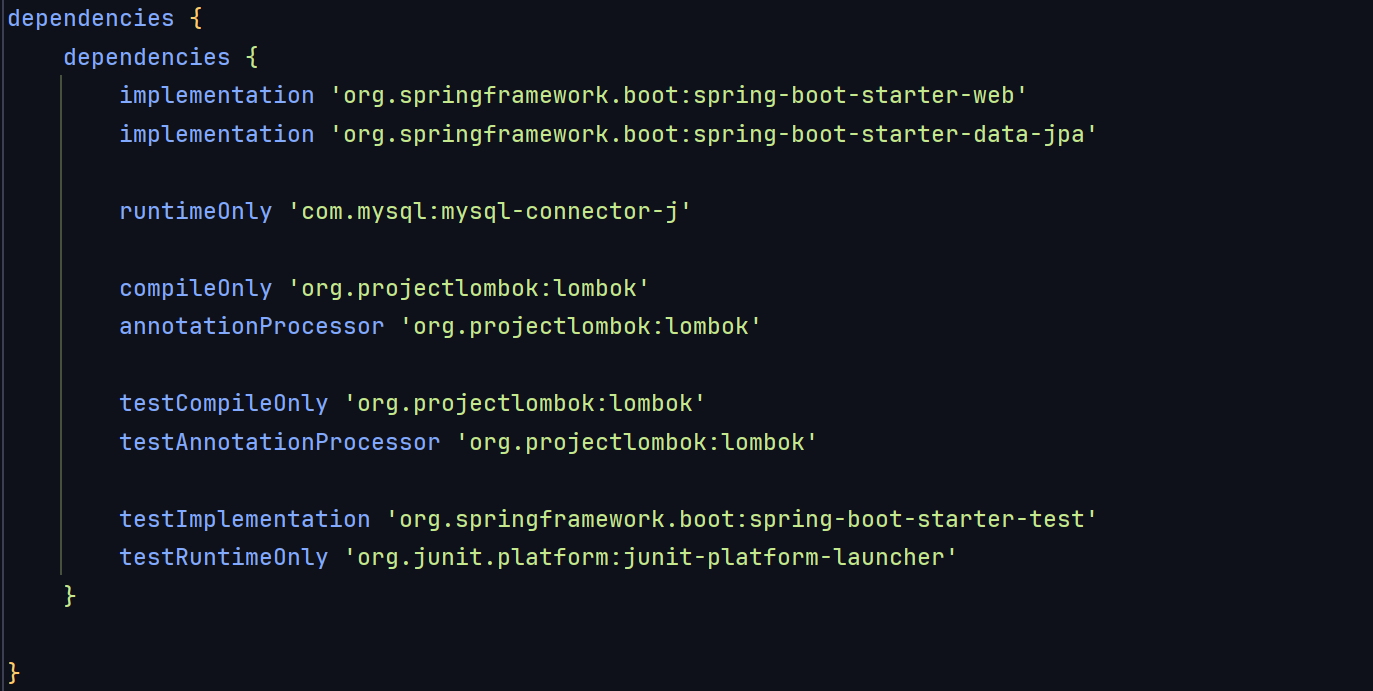 dependencies {
    dependencies {
        implementation 'org.springframework.boot:spring-boot-starter-web'
        implementation 'org.springframework.boot:spring-boot-starter-data-jpa'

        runtimeOnly 'com.mysql:mysql-connector-j'

        compileOnly 'org.projectlombok:lombok'
        annotationProcessor 'org.projectlombok:lombok'

        testCompileOnly 'org.projectlombok:lombok'
        testAnnotationProcessor 'org.projectlombok:lombok'

        testImplementation 'org.springframework.boot:spring-boot-starter-test'
        testRuntimeOnly 'org.junit.platform:junit-platform-launcher'
    }

}